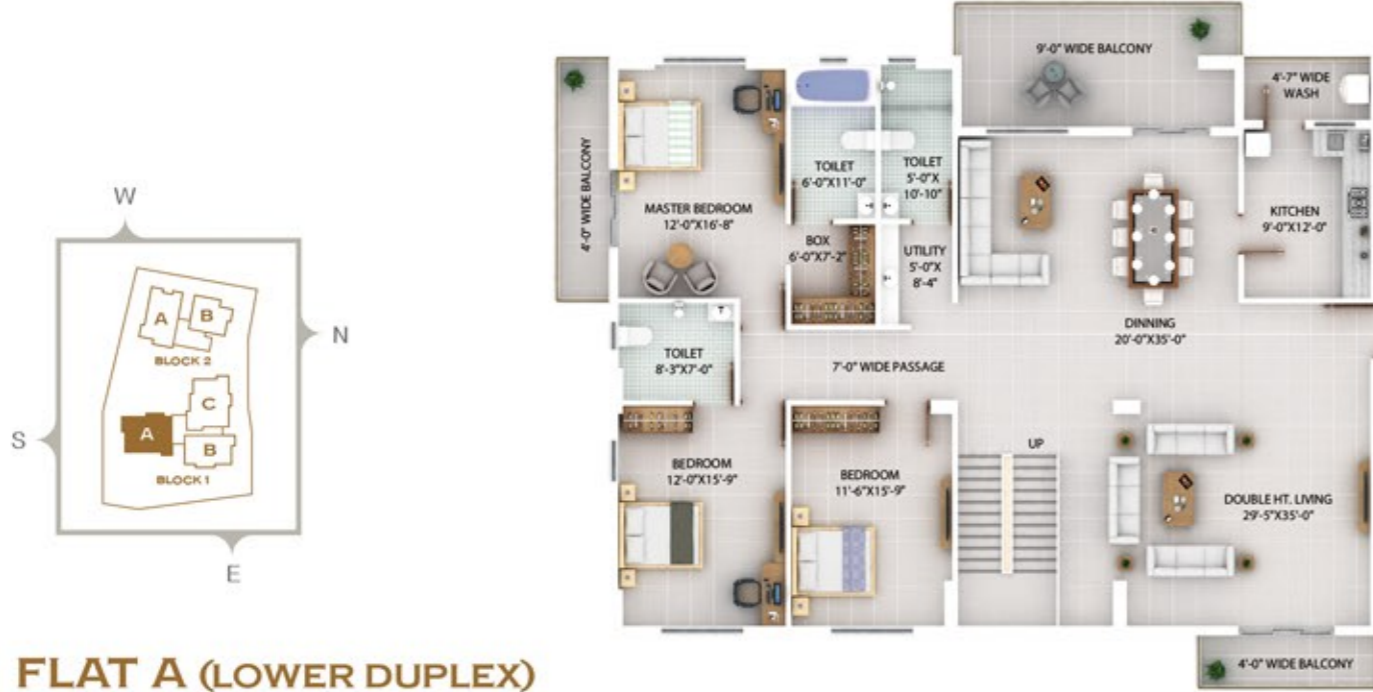 W
N
S
E
A
B
BLOCK 2
C
A
B
BLOCK 1
FLAT A (LOWER DUPLEX)
9'-0" WIDE BALCONY
4'-7" WIDE
WASH
4'-0" WIDE BALCONY
TOILET
6'-0"X11'-0"
TOILET
5'-0"X
10'-10"
MASTER BEDROOM
12'-0"X16'-8"
KITCHEN
9'-0"X12'-0"
BOX
6'-0"X7'-2"
UTILITY
5'-0"X
8'-4"
DINNING
20'-0"X35'-0"
TOILET
8'-3"X7'-0"
7'-0" WIDE PASSAGE
UP
BEDROOM
12'-0"X15'-9"
BEDROOM
11'-6"X15'-9"
DOUBLE HT. LIVING
29'-5"X35'-0"
4'-0" WIDE BALCONY